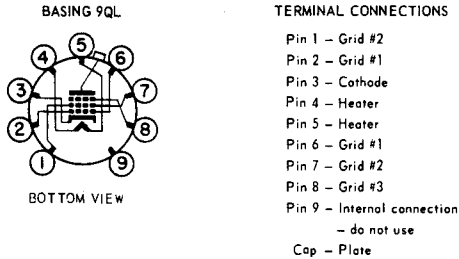 BASING 9QL
5
4
6
3
7
2
8
1
9
BOTTOM VIEW
TERMINAL CONNECTIONS
Pin 1 – Grid #2
Pin 2 – Grid #1
Pin 3 – Cathode
Pin 4 – Heater
Pin 5 – Heater
Pin 6 – Grid #1
Pin 7 – Grid #2
Pin 8 – Grid #3
Pin 9 – Internal connection
– do not use
Cap – Plate